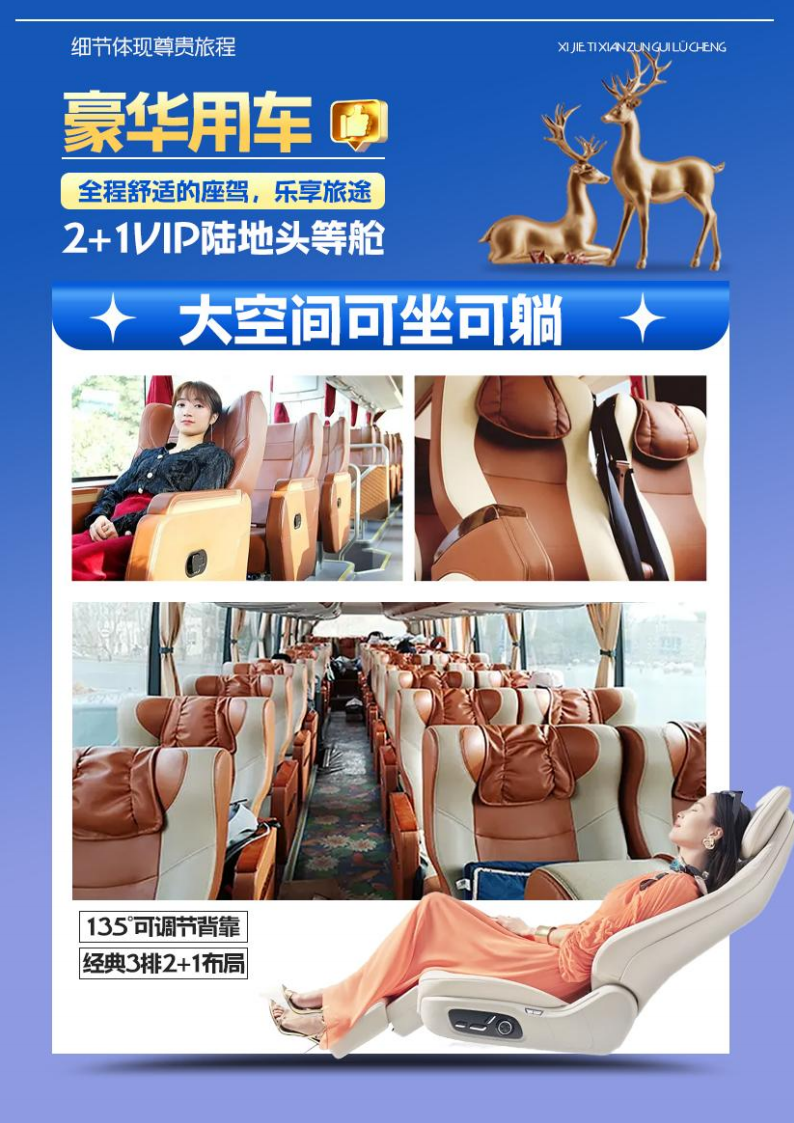 细节体现尊贵旅程
XI JIE TI XIAN ZUN GUI LÜ CHENG
豪华用车
全程舒适的座驾，乐享旅途
2+1VIP陆地头等舱
大空间可坐可躺
135°可调节背靠
经典3排2+1布局